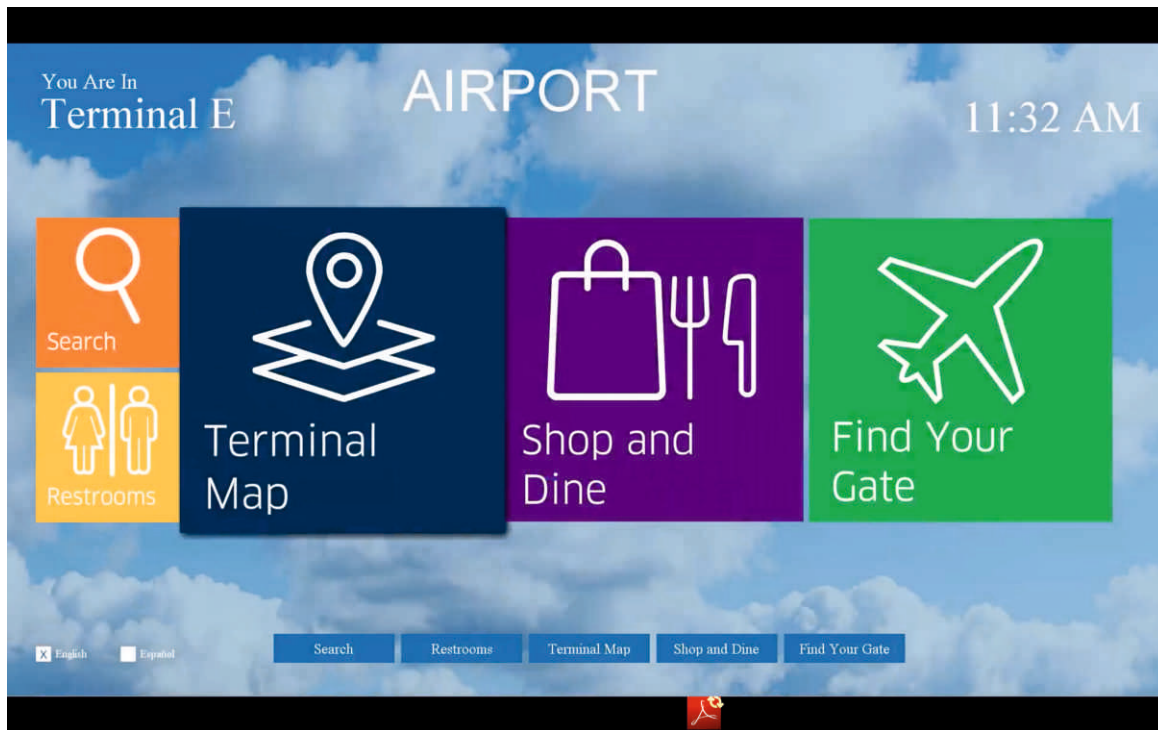 You Are In
Terminal E
AIRPORT
11:32 AM
Search
Restrooms
Terminal
Map
Shop and
Dine
Find Your
Gate
X English
Español
Search
Restrooms
Terminal Map
Shop and Dine
Find Your Gate